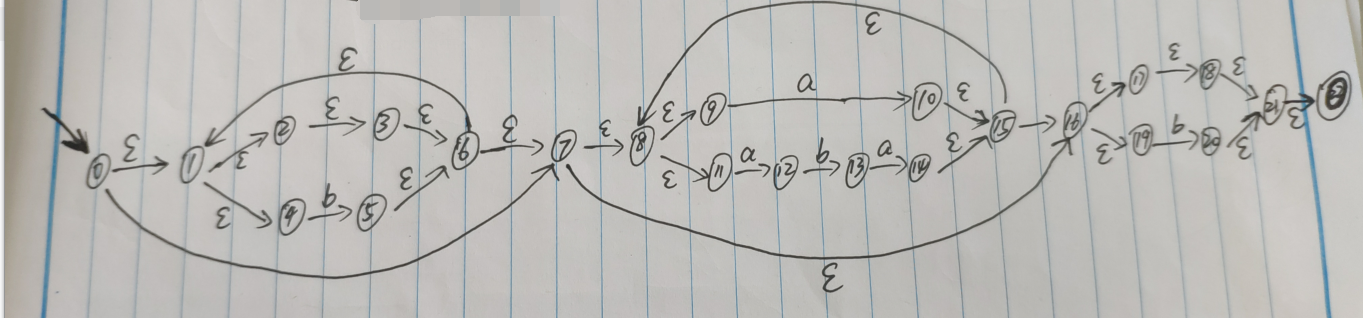 ε ε
2 ε 3 ε 9 a 10 ε ε 17 ε 18 ε
0 ε 1 ε 6 ε 7 ε 8 ε 15 16 21 ε
ε 4 b 5 ε ε 11 a 12 b 13 a 14 ε ε 19 b 20 ε
ε